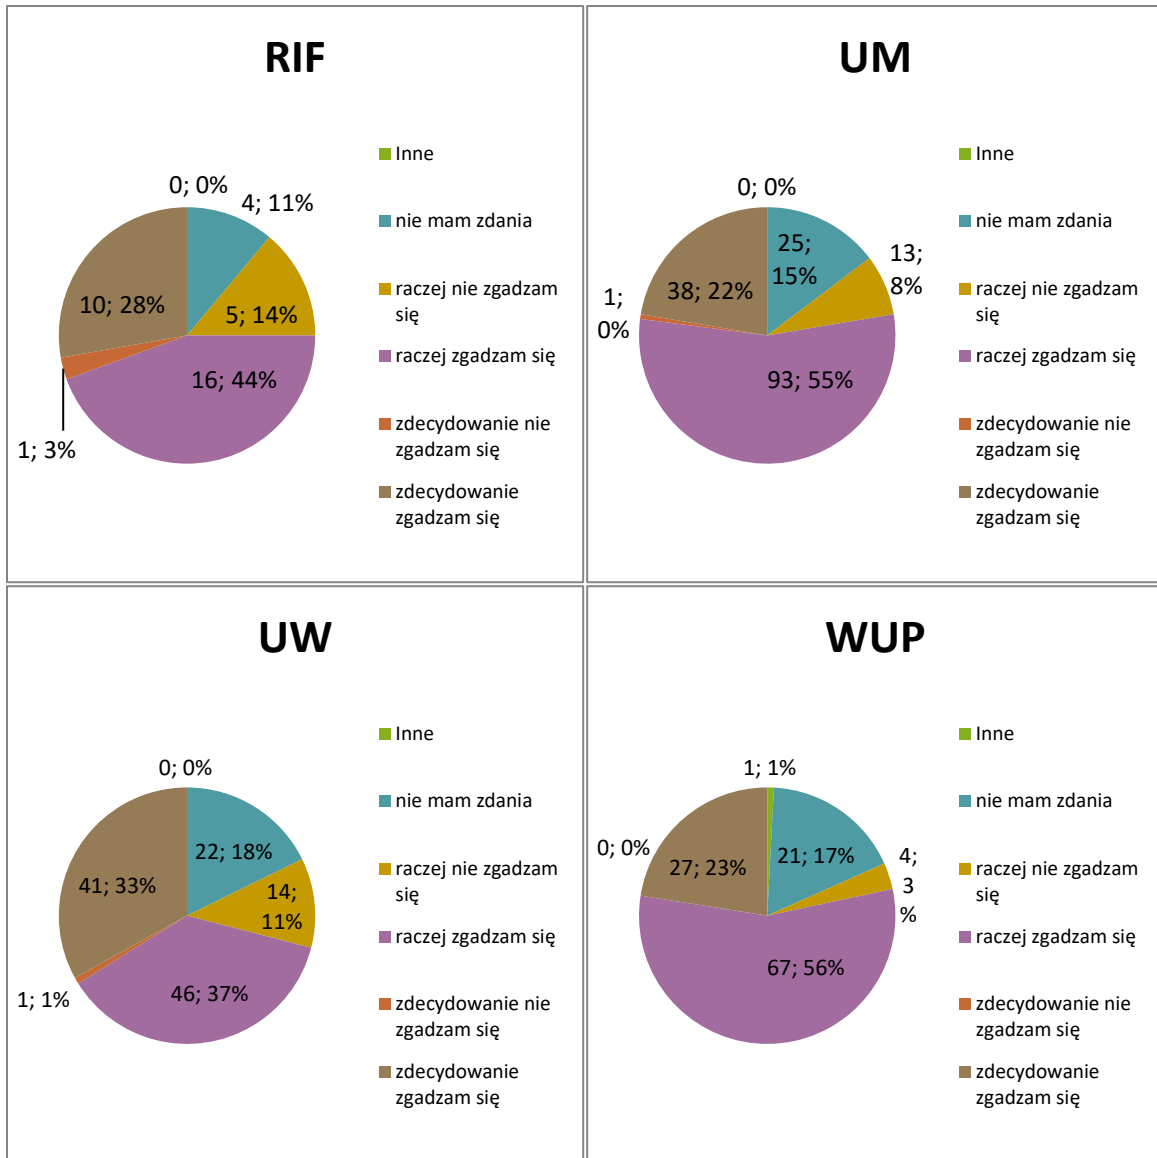 RIF
0; 0%
4; 11%
5; 14%
16; 44%
1; 3%
10; 28%
Inne
nie mam zdania
raczej nie zgadzam
się
raczej zgadzam się
zdecydowanie nie
zgadzam się
zdecydowanie
zgadzam się
UM
0; 0%
25;
15%
13;
8%
93; 55%
1;
0%
38; 22%
Inne
nie mam zdania
raczej nie zgadzam
się
raczej zgadzam się
zdecydowanie nie
zgadzam się
zdecydowanie
zgadzam się
UW
0; 0%
22; 18%
14;
11%
46; 37%
1; 1%
41; 33%
Inne
nie mam zdania
raczej nie zgadzam
się
raczej zgadzam się
zdecydowanie nie
zgadzam się
zdecydowanie
zgadzam się
WUP
1; 1%
21; 17%
4;
3
%
67; 56%
0; 0%
27; 23%
Inne
nie mam zdania
raczej nie zgadzam
się
raczej zgadzam się
zdecydowanie nie
zgadzam się
zdecydowanie
zgadzam się